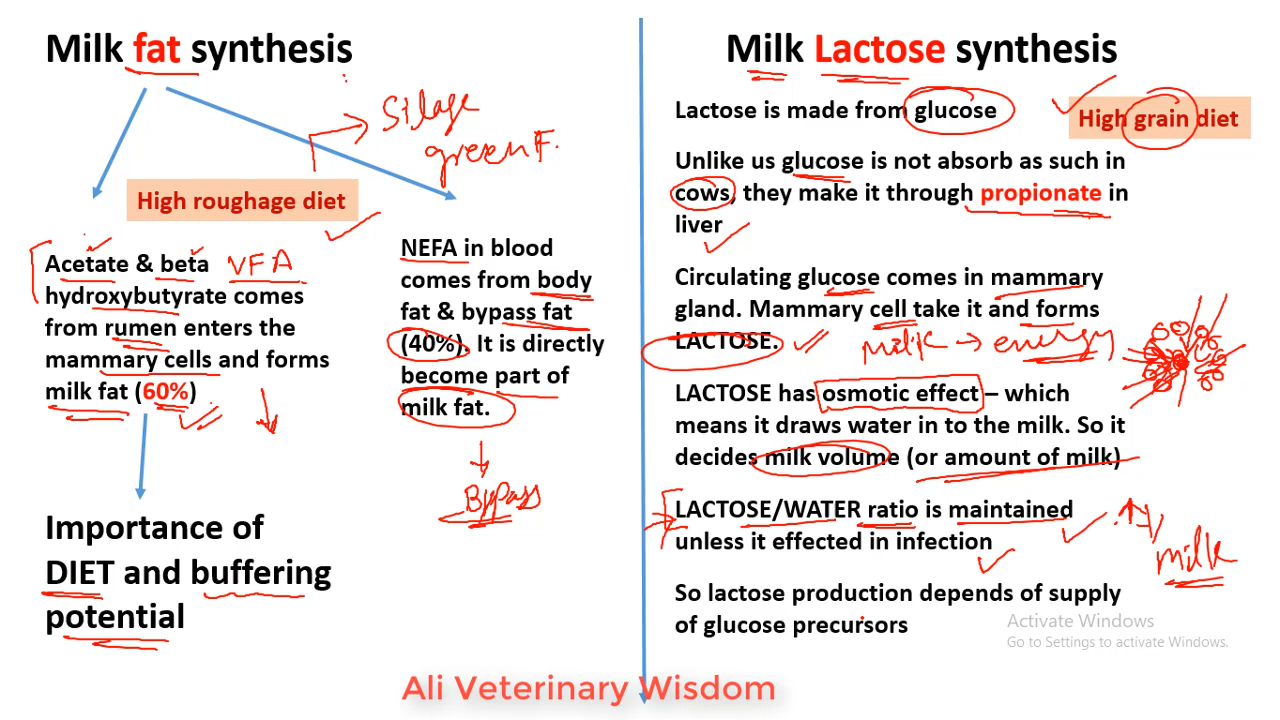 Milk fat synthesis
Silage
green F.
High roughage diet
Acetate & beta VFA
hydroxybutyrate comes
from rumen enters the
mammary cells and forms
milk fat (60%)
NEFA in blood
comes from body
fat & bypass fat
(40%). It is directly
become part of
milk fat.
Bypass
Importance of
DIET and buffering
potential
Milk Lactose synthesis
Lactose is made from glucose
High grain diet
Unlike us glucose is not absorb as such in
cows, they make it through propionate in
liver
Circulating glucose comes in mammary
gland. Mammary cell take it and forms
LACTOSE.
milk → energy
LACTOSE has osmotic effect – which
means it draws water in to the milk. So it
decides milk volume (or amount of milk)
LACTOSE/WATER ratio is maintained
unless it effected in infection
milk
So lactose production depends of supply
of glucose precursors
Activate Windows
Go to Settings to activate Windows.
Ali Veterinary Wisdom